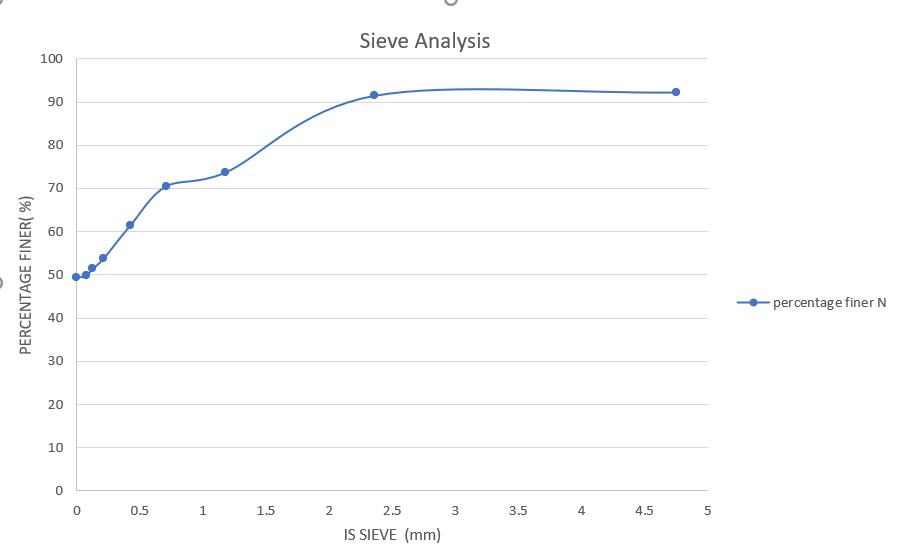 Sieve Analysis
100
90
80
70
60
50
40
30
20
10
0
PERCENTAGE FINER( %)
0 0.5 1 1.5 2 2.5 3 3.5 4 4.5 5
IS SIEVE (mm)
percentage finer N